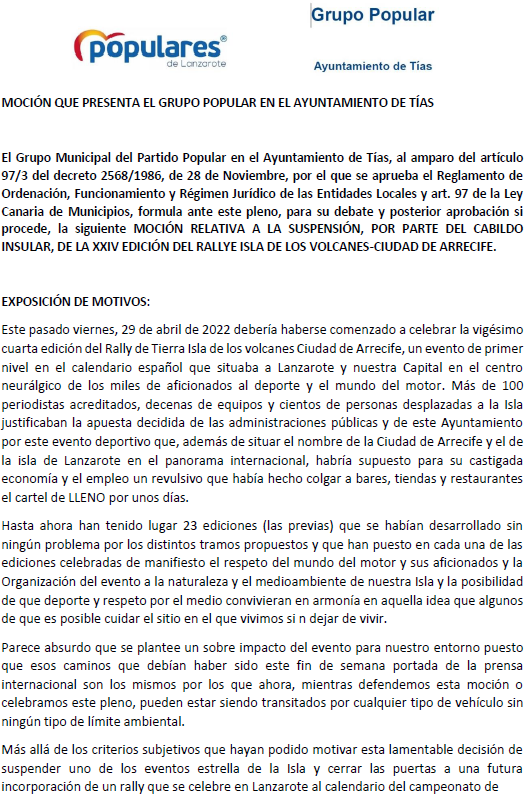 populares®
de Lanzarote
Grupo Popular
Ayuntamiento de Tías
MOCIÓN QUE PRESENTA EL GRUPO POPULAR EN EL AYUNTAMIENTO DE TÍAS
El Grupo Municipal del Partido Popular en el Ayuntamiento de Tías, al amparo del artículo
97/3 del decreto 2568/1986, de 28 de Noviembre, por el que se aprueba el Reglamento de
Ordenación, Funcionamiento y Régimen Jurídico de las Entidades Locales y art. 97 de la Ley
Canaria de Municipios, formula ante este pleno, para su debate y posterior aprobación si
procede, la siguiente MOCIÓN RELATIVA A LA SUSPENSIÓN, POR PARTE DEL CABILDO
INSULAR, DE LA XXIV EDICIÓN DEL RALLYE ISLA DE LOS VOLCANES-CIUDAD DE ARRECIFE.
EXPOSICIÓN DE MOTIVOS:
Este pasado viernes, 29 de abril de 2022 debería haberse comenzado a celebrar la vigésimo
cuarta edición del Rally de Tierra Isla de los volcanes Ciudad de Arrecife, un evento de primer
nivel en el calendario español que situaba a Lanzarote y nuestra Capital en el centro
neurálgico de los miles de aficionados al deporte y el mundo del motor. Más de 100
periodistas acreditados, decenas de equipos y cientos de personas desplazadas a la Isla
justificaban la apuesta decidida de las administraciones públicas y de este Ayuntamiento
por este evento deportivo que, además de situar el nombre de la Ciudad de Arrecife y el de
la isla de Lanzarote en el panorama internacional, habría supuesto para su castigada
economía y el empleo un revulsivo que había hecho colgar a bares, tiendas y restaurantes
el cartel de LLENO por unos días.
Hasta ahora han tenido lugar 23 ediciones (las previas) que se habían desarrollado sin
ningún problema por los distintos tramos propuestos y que han puesto en cada una de las
ediciones celebradas de manifiesto el respeto del mundo del motor y sus aficionados y la
Organización del evento a la naturaleza y el medioambiente de nuestra Isla y la posibilidad
de que deporte y respeto por el medio convivieran en armonía en aquella idea que algunos
de que es posible cuidar el sitio en el que vivimos si n dejar de vivir.
Parece absurdo que se plantee un sobre impacto del evento para nuestro entorno puesto
que esos caminos que debían haber sido este fin de semana portada de la prensa
internacional son los mismos por los que ahora, mientras defendemos esta moción o
celebramos este pleno, pueden estar siendo transitados por cualquier tipo de vehículo sin
ningún tipo de límite ambiental.
Más allá de los criterios subjetivos que hayan podido motivar esta lamentable decisión de
suspender uno de los eventos estrella de la Isla y cerrar las puertas a una futura
incorporación de un rally que se celebre en Lanzarote al calendario del campeonato de